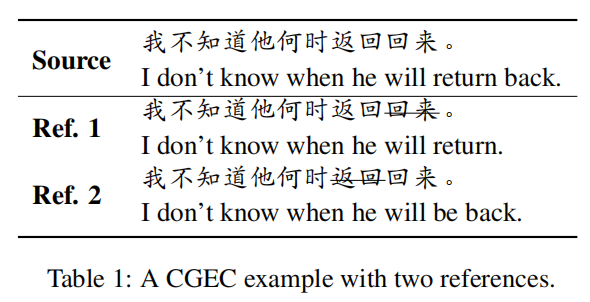 Source
我不知道他何时返回回来。
I don't know when he will return back.
Ref. 1
我不知道他何时返回回来。
I don't know when he will return.
Ref. 2
我不知道他何时返回回来。
I don't know when he will be back.
Table 1: A CGEC example with two references.